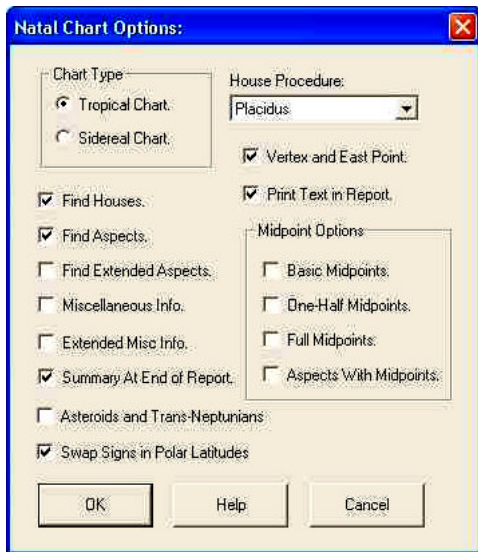 Natal Chart Options:
Chart Type
Tropical Chart.
Sidereal Chart.
House Procedure:
Placidus
Vertex and East Point.
Print Text in Report.
Find Houses.
Find Aspects.
Find Extended Aspects.
Miscellaneous Info.
Extended Misc Info.
Summary At End of Report.
Asteroids and Trans-Neptunians
Swap Signs in Polar Latitudes
Midpoint Options
Basic Midpoints.
One-Half Midpoints.
Full Midpoints.
Aspects With Midpoints.
OK
Help
Cancel